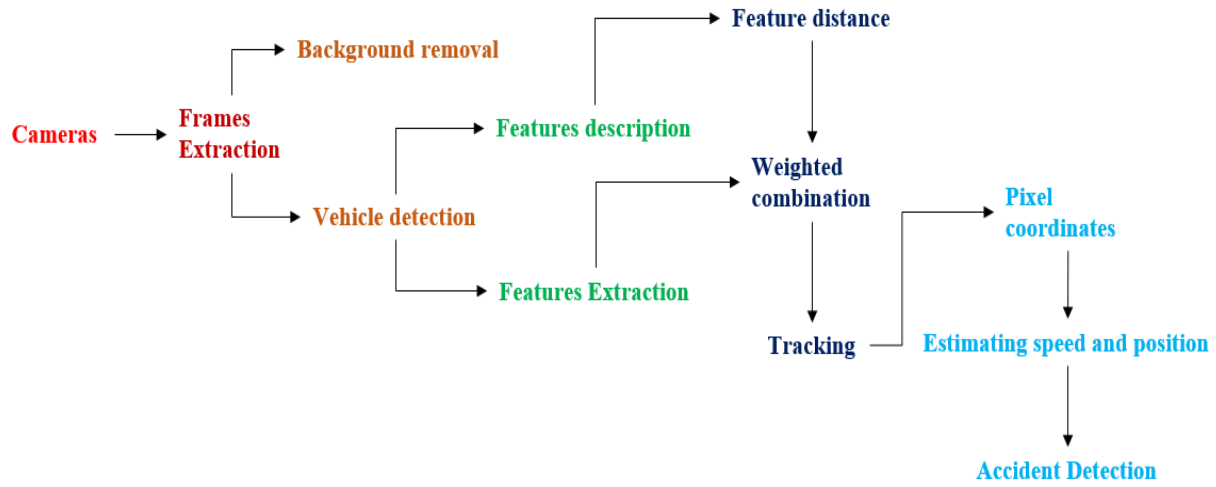 Cameras
Frames
Extraction
Background removal
Vehicle detection
Features description
Features Extraction
Feature distance
Weighted
combination
Tracking
Pixel
coordinates
Estimating speed and position
Accident Detection